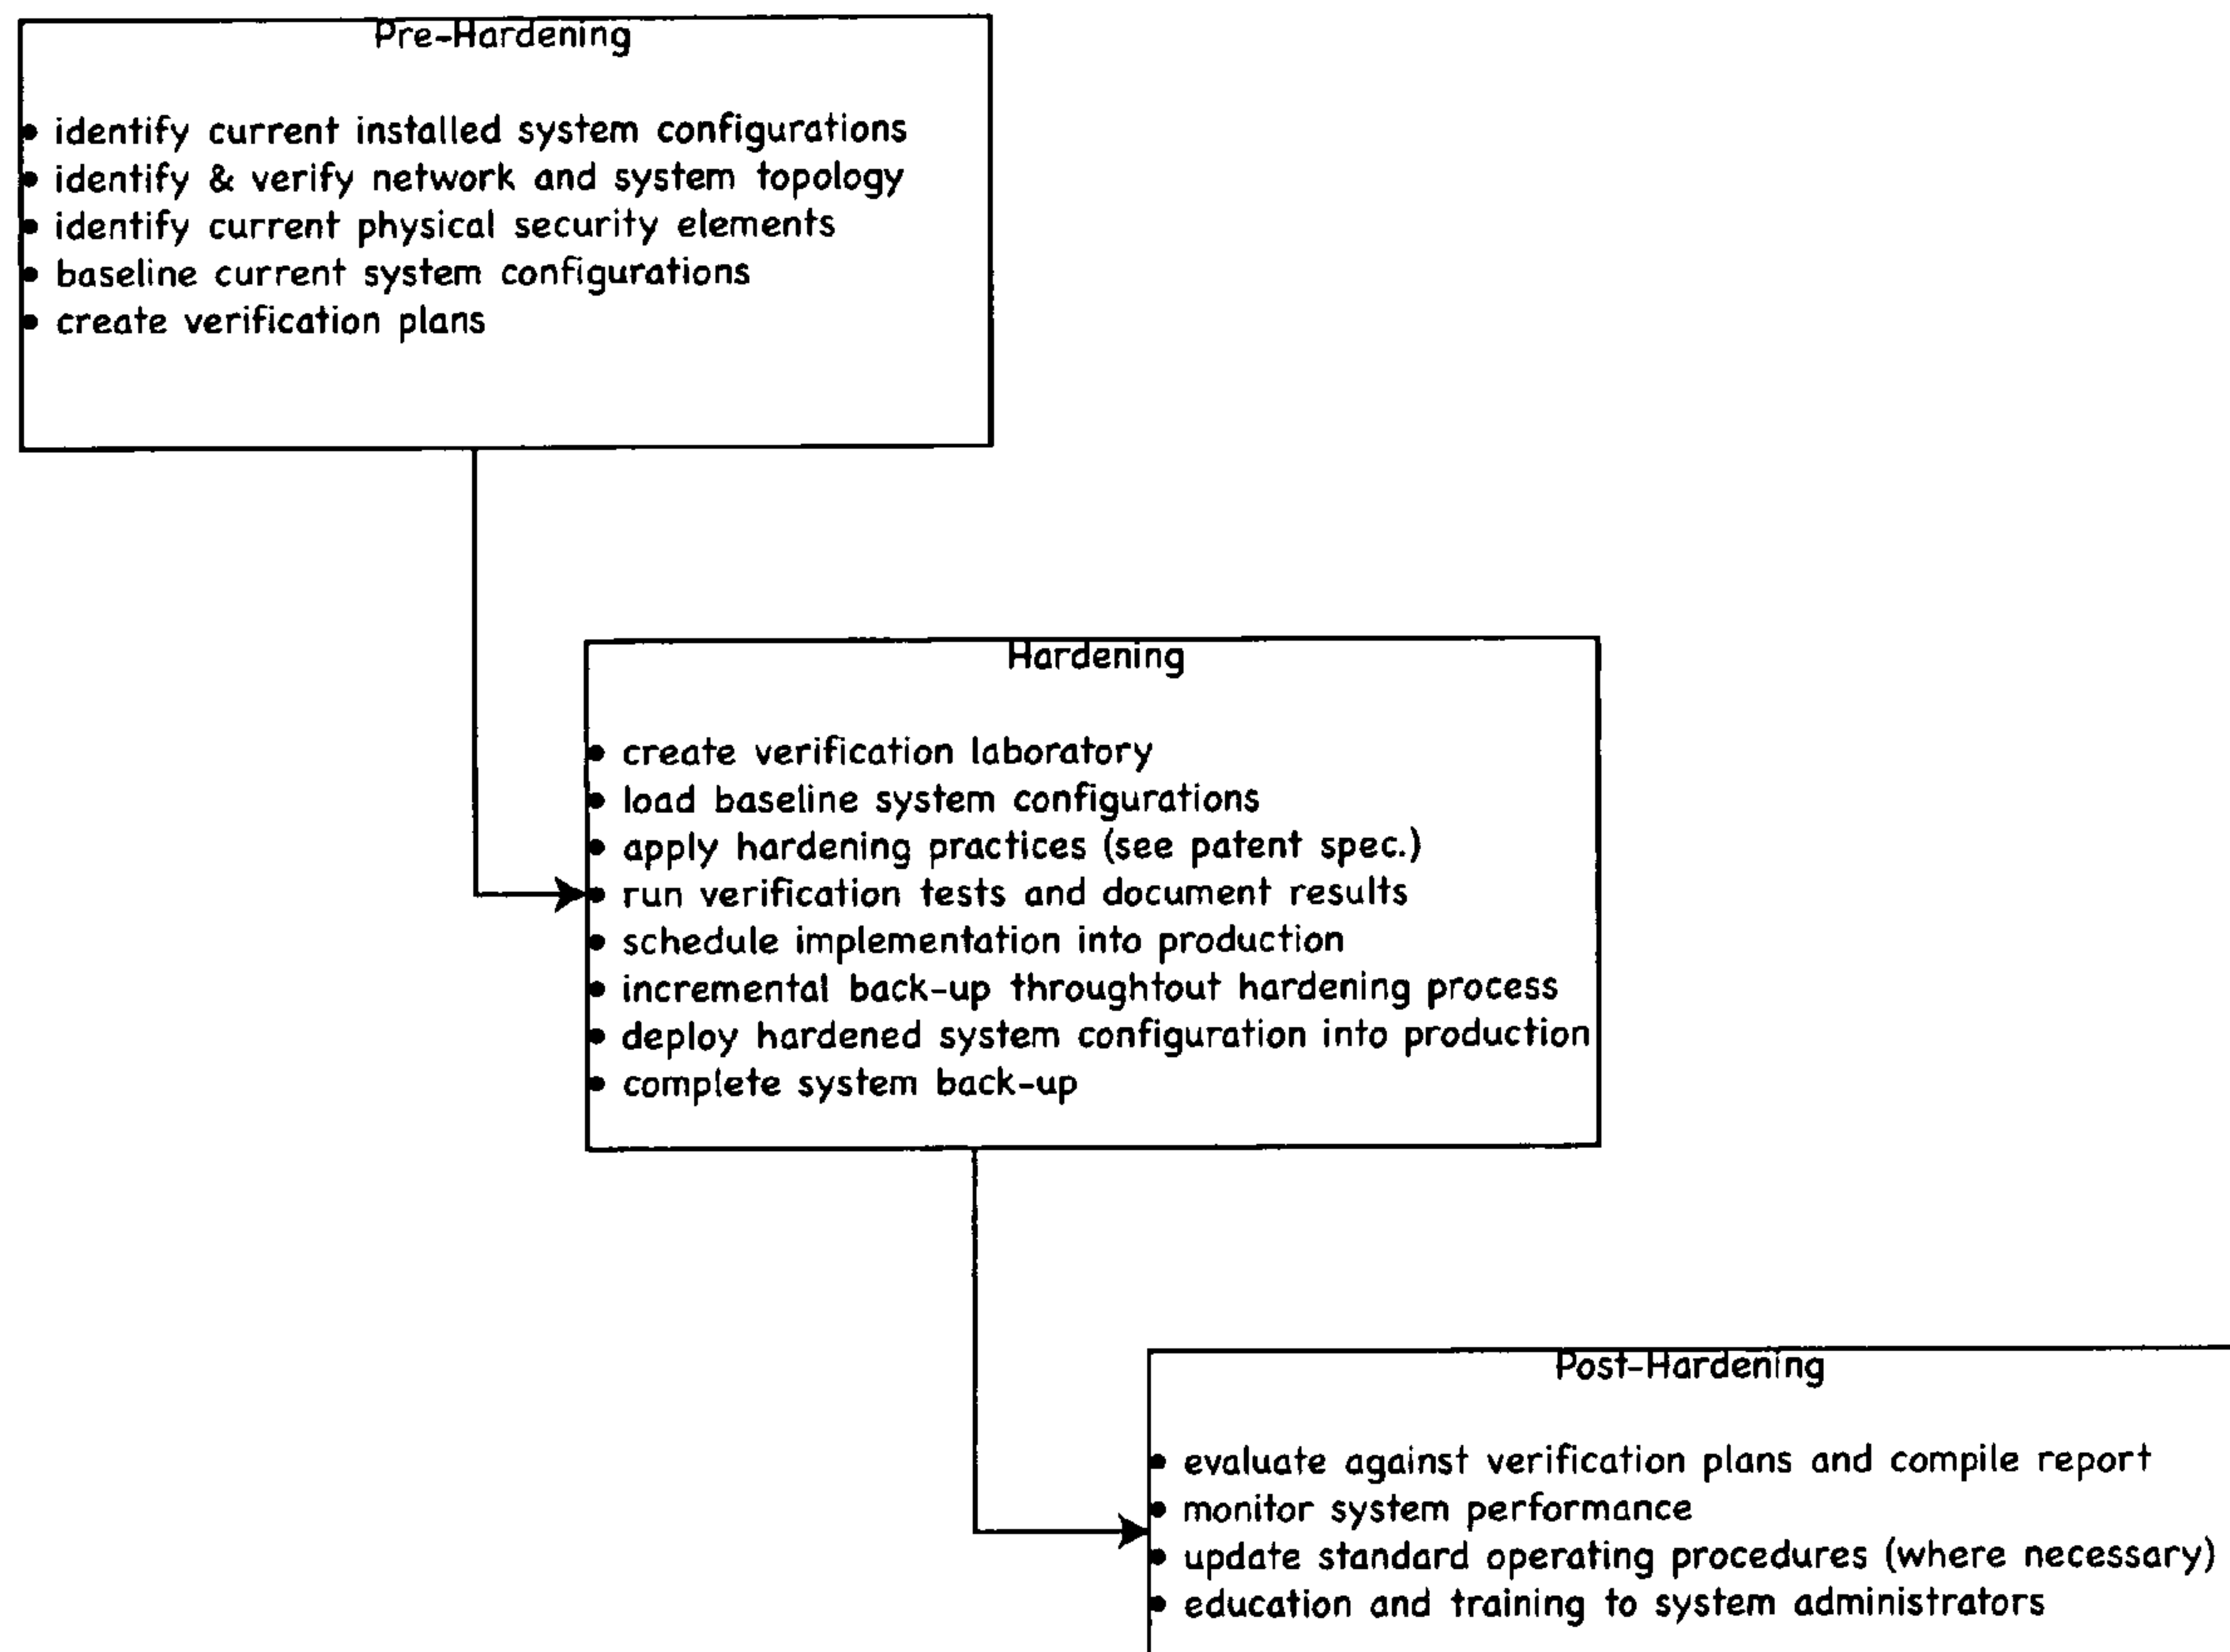 Pre-Hardening
• identify current installed system configurations
• identify & verify network and system topology
• identify current physical security elements
• baseline current system configurations
• create verification plans
Hardening
• create verification laboratory
• load baseline system configurations
• apply hardening practices (see patent spec.)
• run verification tests and document results
• schedule implementation into production
• incremental back-up throughtout hardening process
• deploy hardened system configuration into production
• complete system back-up
Post-Hardening
• evaluate against verification plans and compile report
• monitor system performance
• update standard operating procedures (where necessary)
• education and training to system administrators